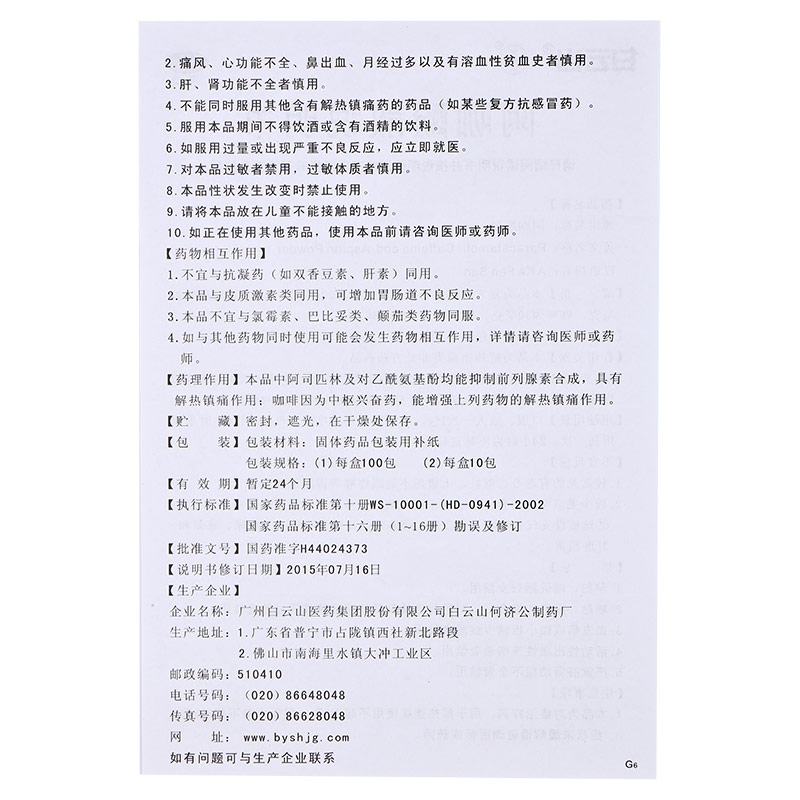 2.痛风、心功能不全、鼻出血、月经过多以及有溶血性贫血史者慎用。
3.肝、肾功能不全者慎用。
4.不能同时服用其他含有解热镇痛药的药品（如某些复方抗感冒药）。
5.服用本品期间不得饮酒或含有酒精的饮料。
6.如服用过量或出现严重不良反应，应立即就医。
7.对本品过敏者禁用，过敏体质者慎用。
8.本品性状发生改变时禁止使用。
9.请将本品放在儿童不能接触的地方。
10.如正在使用其他药品，使用本品前请咨询医师或药师。
【药物相互作用】
1.不宜与抗凝药（如双香豆素、肝素）同用。
2.本品与皮质激素类同用，可增加胃肠道不良反应。
3.本品不宜与氯霉素、巴比妥类、颠茄类药物同服。
4.如与其他药物同时使用可能会发生药物相互作用，详情请咨询医师或药
师。
【药理作用】本品中阿司匹林及对乙酰氨基酚均能抑制前列腺素合成，具有
解热镇痛作用；咖啡因为中枢兴奋药，能增强上列药物的解热镇痛作用。
【贮　　藏】密封，遮光，在干燥处保存。
【包　　装】包装材料：固体药品包装用补纸
包装规格：(1)每盒100包　(2)每盒10包
【有 效 期】暂定24个月
【执行标准】国家药品标准第十册WS-10001-(HD-0941)-2002
国家药品标准第十六册（1~16册）勘误及修订
【批准文号】国药准字H44024373
【说明书修订日期】2015年07月16日
【生产企业】
企业名称：广州白云山医药集团股份有限公司白云山何济公制药厂
生产地址：1.广东省普宁市占陇镇西社新北路段
2.佛山市南海里水镇大冲工业区
邮政编码：510410
电话号码：(020) 86648048
传真号码：(020) 86628048
网　　址：www.byshjg.com
如有问题可与生产企业联系
G6